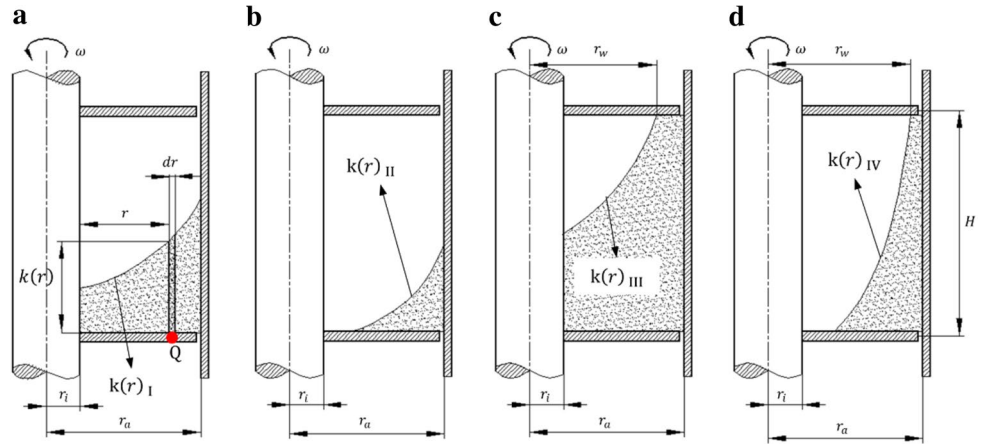 a
b
c
d
ω
ω
ω
r_w
ω
r_w
dr
r
k(r)
k(r) II
k(r) IV
H
k(r) III
Q
k(r) I
r_i
r_i
r_i
r_i
r_a
r_a
r_a
r_a